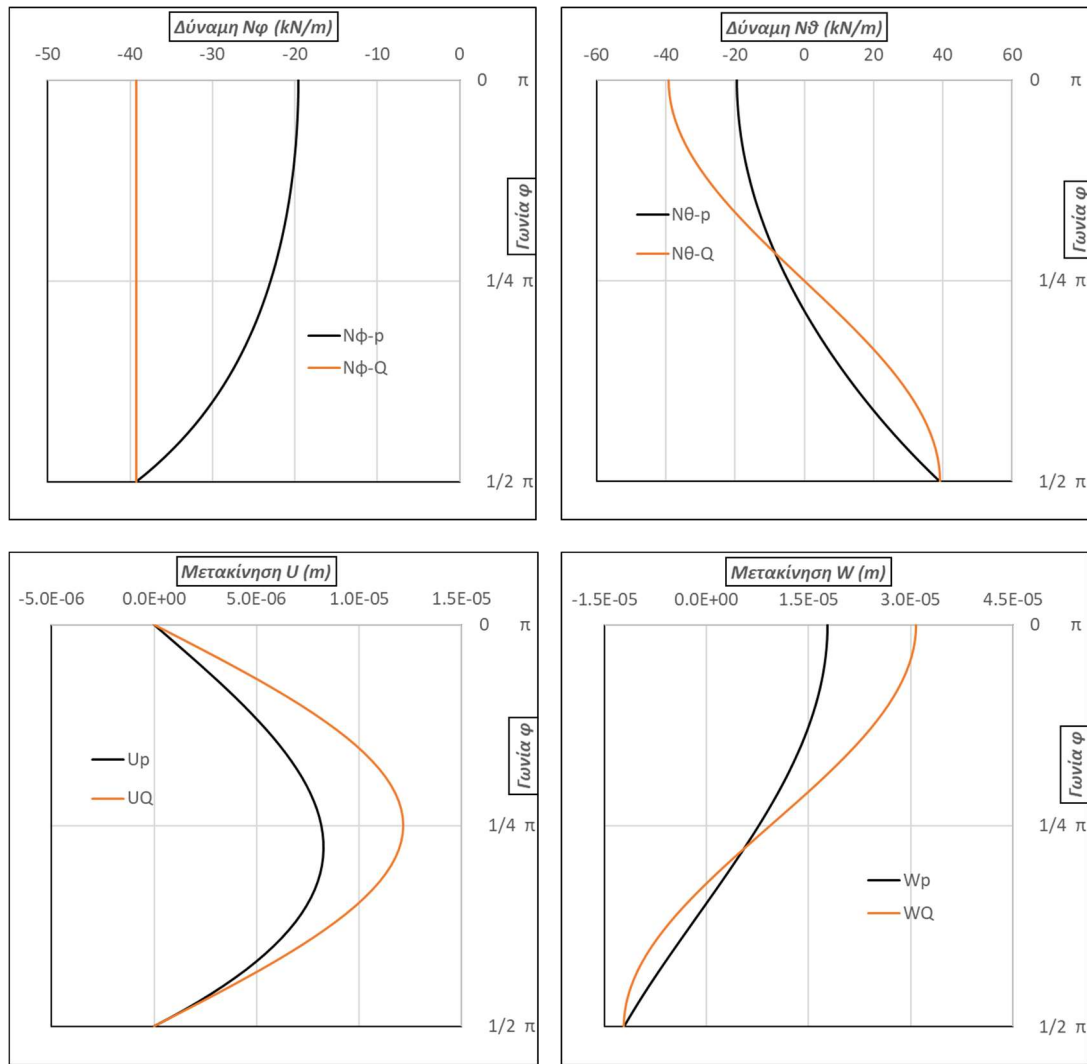 Δύναμη Νφ (kN/m)
-50 -40 -30 -20 -10 0
0 π
Γωνία φ
1/4 π
Nφ-p
Nφ-Q
1/2 π
Δύναμη Νϑ (kN/m)
-60 -40 -20 0 20 40 60
0 π
Γωνία φ
Nθ-p
Nθ-Q
1/4 π
1/2 π
Μετακίνηση U (m)
-5.0E-06 0.0E+00 5.0E-06 1.0E-05 1.5E-05
0 π
Γωνία φ
Up
UQ
1/4 π
1/2 π
Μετακίνηση W (m)
-1.5E-05 0.0E+00 1.5E-05 3.0E-05 4.5E-05
0 π
Γωνία φ
1/4 π
Wp
WQ
1/2 π